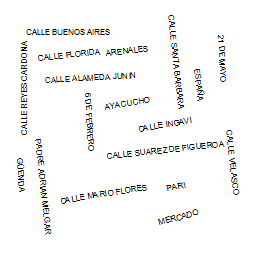 CALLE BUENOS AIRES
CALLE FLORIDA ARENALES
CALLE ALAMEDA JUNIN
CALLE REYES CARDONA
CALLE SANTA BARBARA
21 DE MAYO
ESPAÑA
6 DE FEBRERO
AYACUCHO
CALLE INGAVI
CALLE SUAREZ DE FIGUEROA
CALLE VELASCO
PADRE ADRIAN MELGAR
GÜENDA
CALLE MARIO FLORES
PARI
MERCADO